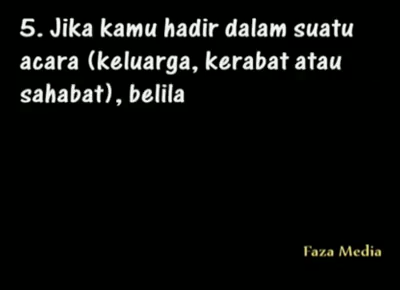 5. Jika kamu hadir dalam suatu
acara (keluarga, kerabat atau
sahabat), belila
Faza Media